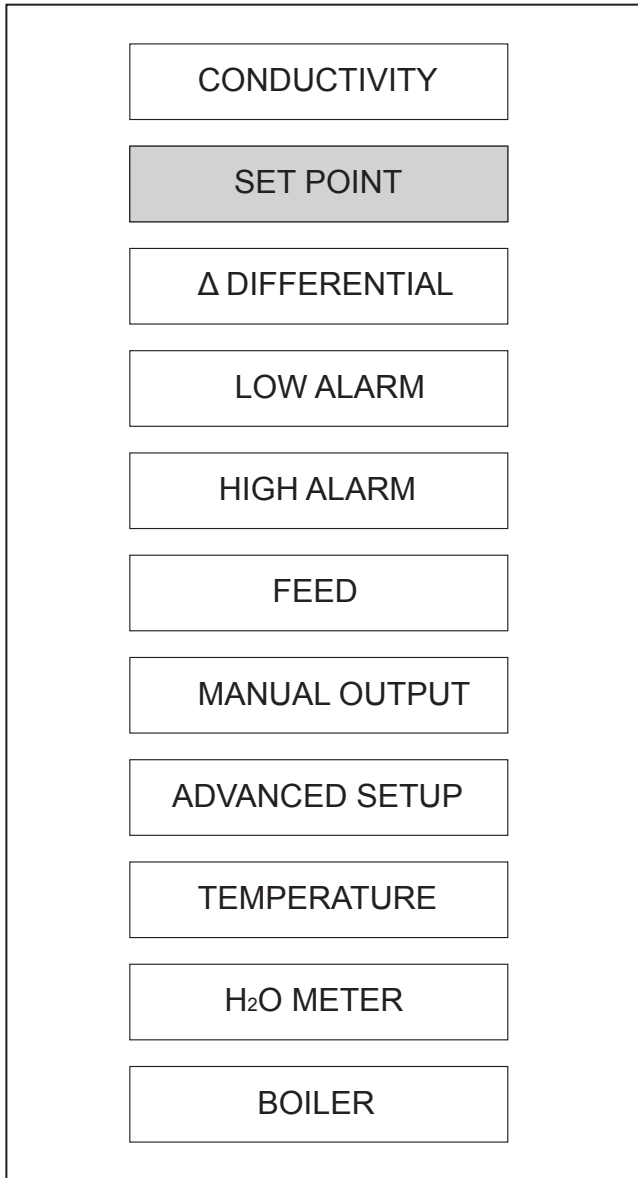 CONDUCTIVITY
SET POINT
Δ DIFFERENTIAL
LOW ALARM
HIGH ALARM
FEED
MANUAL OUTPUT
ADVANCED SETUP
TEMPERATURE
H₂O METER
BOILER